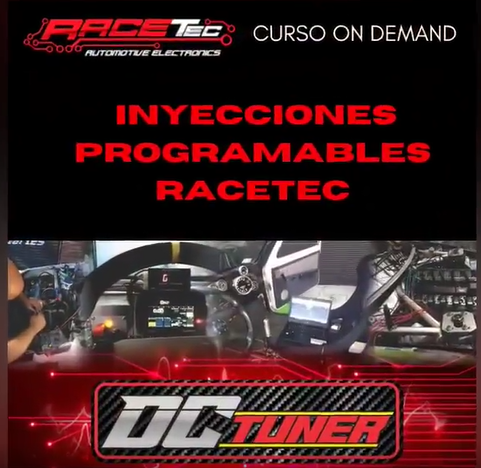 RACETEC
AUTOMOTIVE ELECTRONICS
CURSO ON DEMAND
INYECCIONES
PROGRAMABLES
RACETEC
DC TUNER